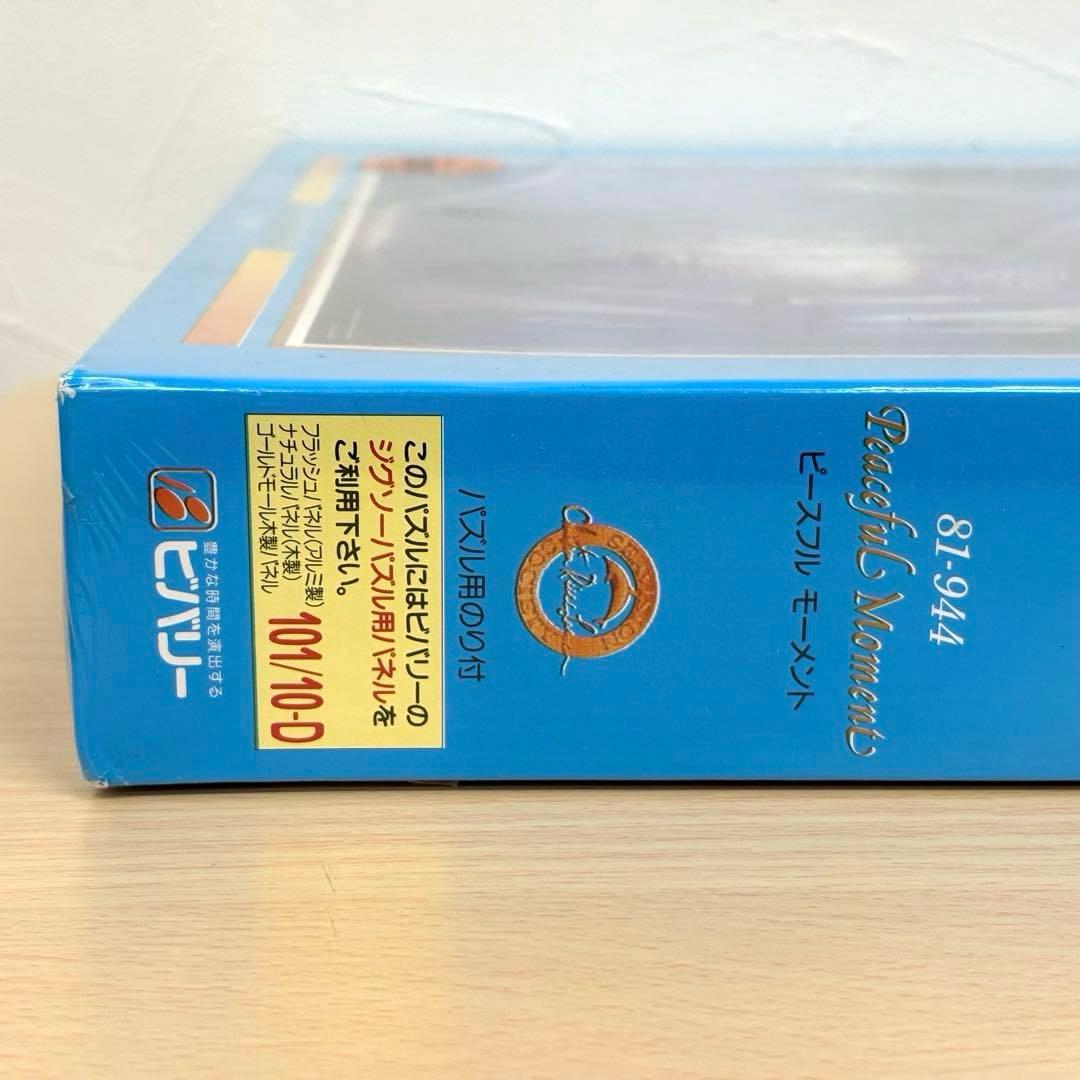 81-944
Peaceful Moment
ピースフル モーメント
パズル用のり付
このパズルにはビバリーの
ジグソーパズル用パネルを
ご利用下さい。
フラッシュパネル(アルミ製)
ナチュラルパネル(木製)
ゴールドモール木製パネル
101/10-D
豊かな時間を演出する
ビバリー